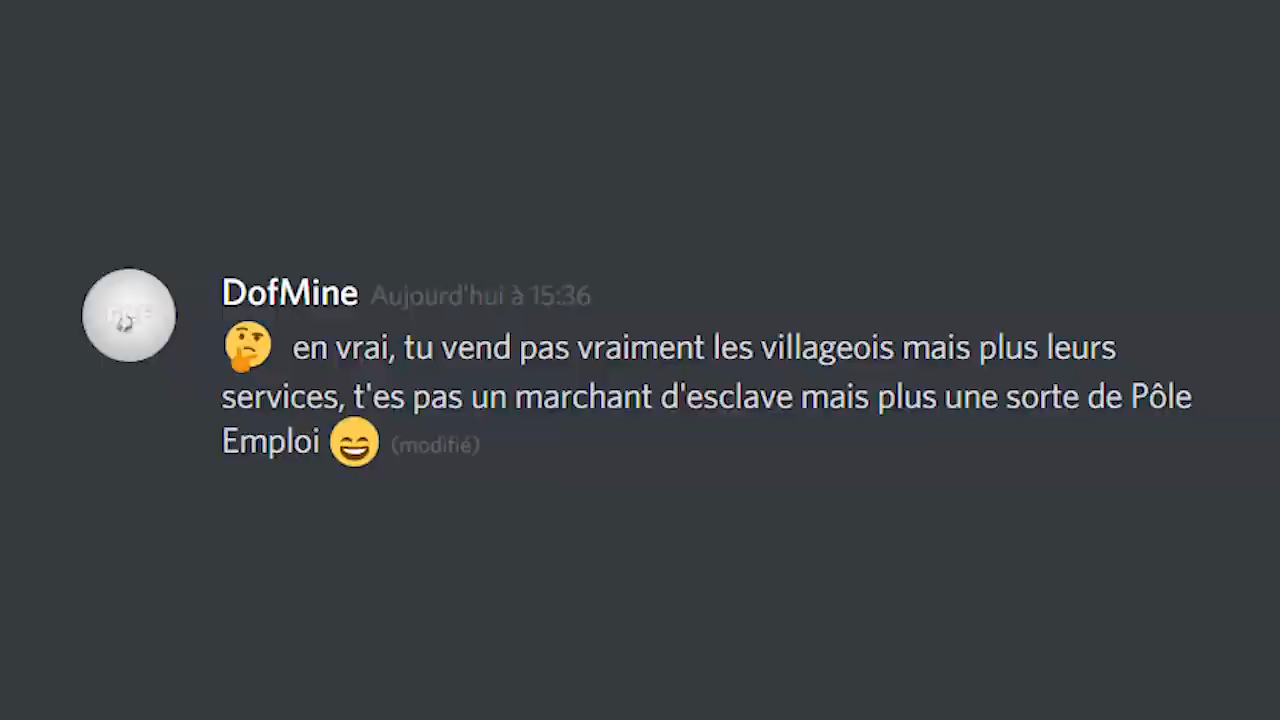 DofMine Aujourd'hui à 15:36
🤔 en vrai, tu vend pas vraiment les villageois mais plus leurs
services, t'es pas un marchant d'esclave mais plus une sorte de Pôle
Emploi 😄 (modifié)